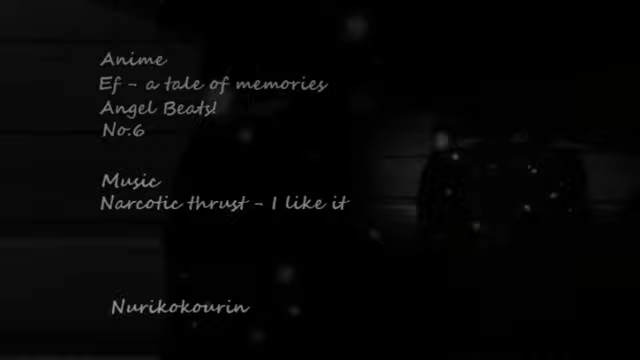 Anime
Ef - a tale of memories
Angel Beats!
No.6
Music
Narcotic thrust - I like it
Nurikokourin